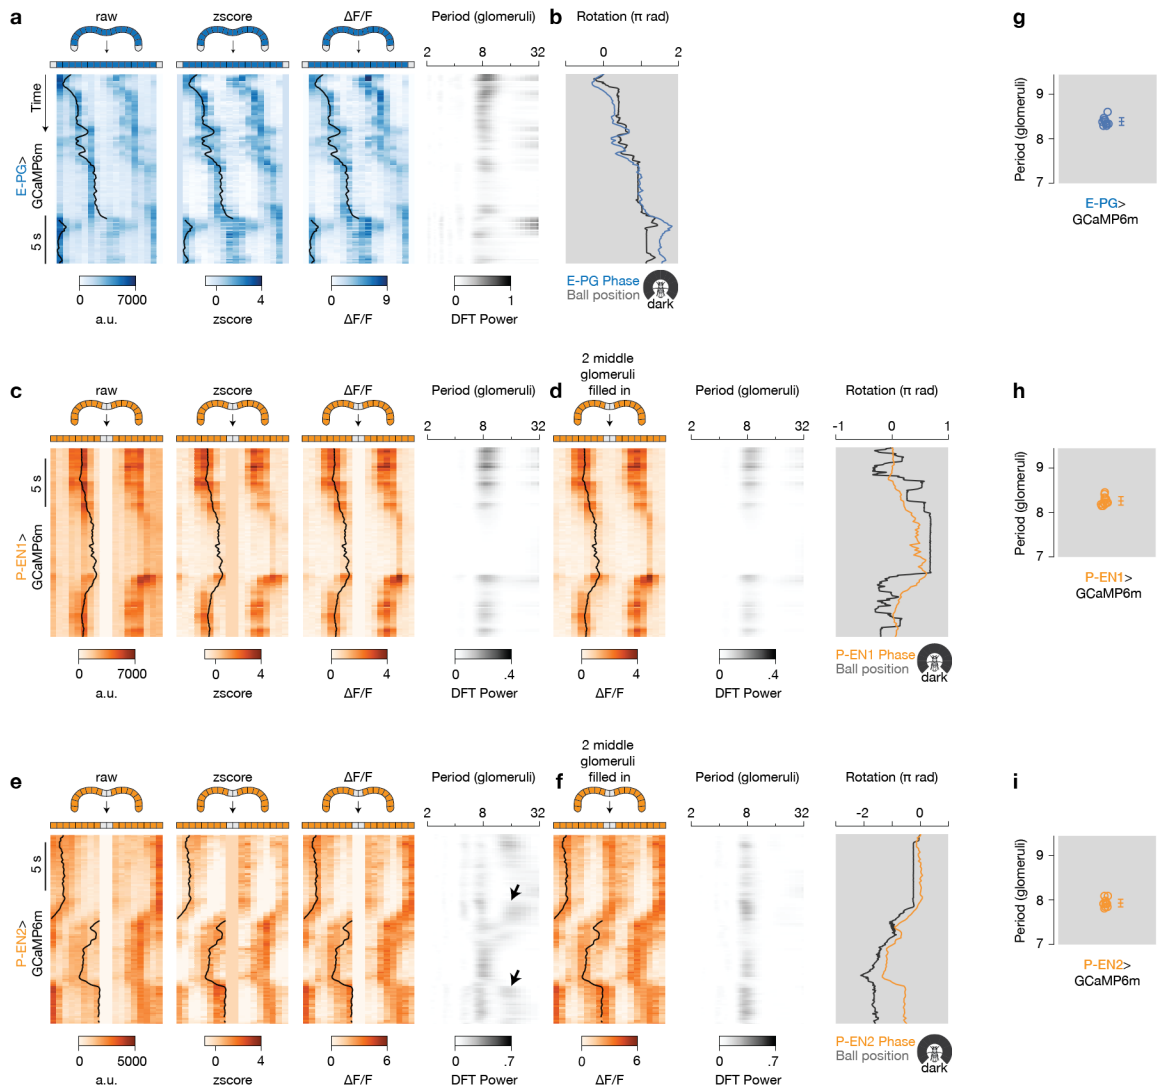 a
raw
zscore
ΔF/F
Period (glomeruli)
2 8 32
b
Rotation (π rad)
0 2
Time
E-PG>
GCaMP6m
5 s
0 7000
a.u.
0 4
zscore
0 9
ΔF/F
0 1
DFT Power
E-PG Phase
Ball position
dark
g
Period (glomeruli)
9
8
7
E-PG>
GCaMP6m
c
raw
zscore
ΔF/F
Period (glomeruli)
2 8 32
d
2 middle
glomeruli
filled in
Period (glomeruli)
2 8 32
Rotation (π rad)
-1 0 1
5 s
P-EN1>
GCaMP6m
0 7000
a.u.
0 4
zscore
0 4
ΔF/F
0 .4
DFT Power
0 4
ΔF/F
0 .4
DFT Power
P-EN1 Phase
Ball position
dark
h
Period (glomeruli)
9
8
7
P-EN1>
GCaMP6m
e
raw
zscore
ΔF/F
Period (glomeruli)
2 8 32
f
2 middle
glomeruli
filled in
Period (glomeruli)
2 8 32
Rotation (π rad)
-2 0
5 s
P-EN2>
GCaMP6m
0 5000
a.u.
0 4
zscore
0 6
ΔF/F
0 .7
DFT Power
0 6
ΔF/F
0 .7
DFT Power
P-EN2 Phase
Ball position
dark
i
Period (glomeruli)
9
8
7
P-EN2>
GCaMP6m